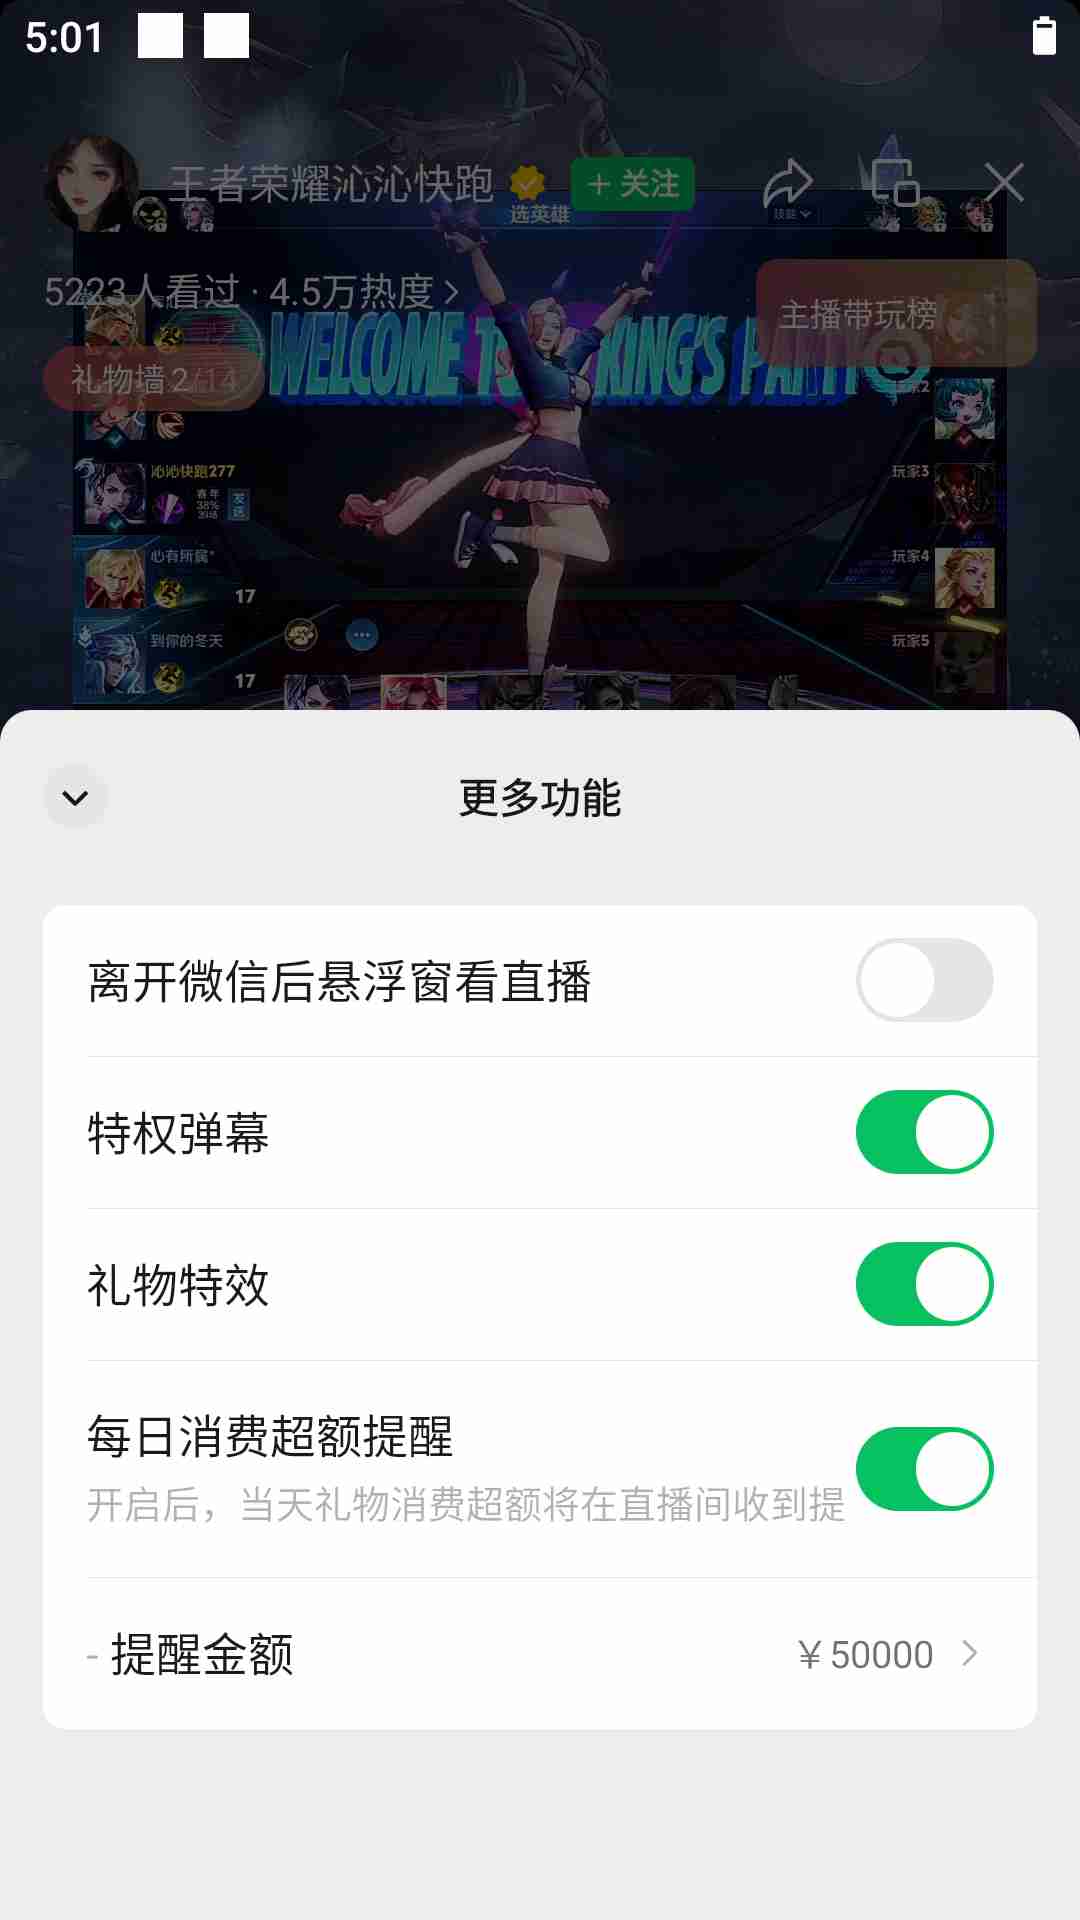 5:01
王者荣耀沁沁快跑
+ 关注
选英雄
技能
5223人看过 · 4.5万热度
主播带玩榜
礼物墙 2/14
WELCOME TO KING'S PARTY
沁沁快跑277
38%
发送
玩家3
心有所属
17
玩家4
到你的冬天
17
玩家5
更多功能
离开微信后悬浮窗看直播
特权弹幕
礼物特效
每日消费超额提醒
开启后，当天礼物消费超额将在直播间收到提
- 提醒金额
¥50000